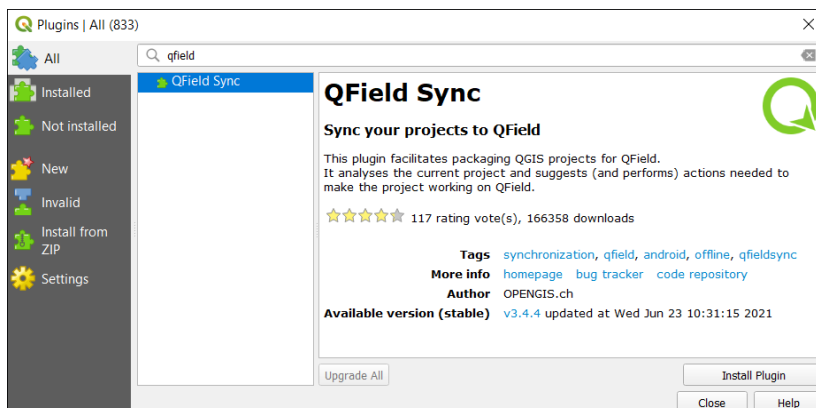 Plugins | All (833)
All
qfield
Installed
Not installed
New
Invalid
Install from
ZIP
Settings
QField Sync
QField Sync
Sync your projects to QField
This plugin facilitates packaging QGIS projects for QField.
It analyses the current project and suggests (and performs) actions needed to
make the project working on QField.
117 rating vote(s), 166358 downloads
Tags synchronization, qfield, android, offline, qfieldsync
More info homepage bug tracker code repository
Author OPENGIS.ch
Available version (stable) v3.4.4 updated at Wed Jun 23 10:31:15 2021
Upgrade All
Install Plugin
Close
Help